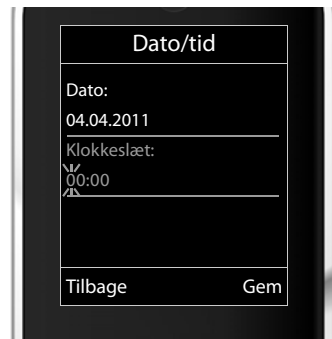 Dato/tid
Dato:
04.04.2011
Klokkeslæt:
00:00
Tilbage Gem